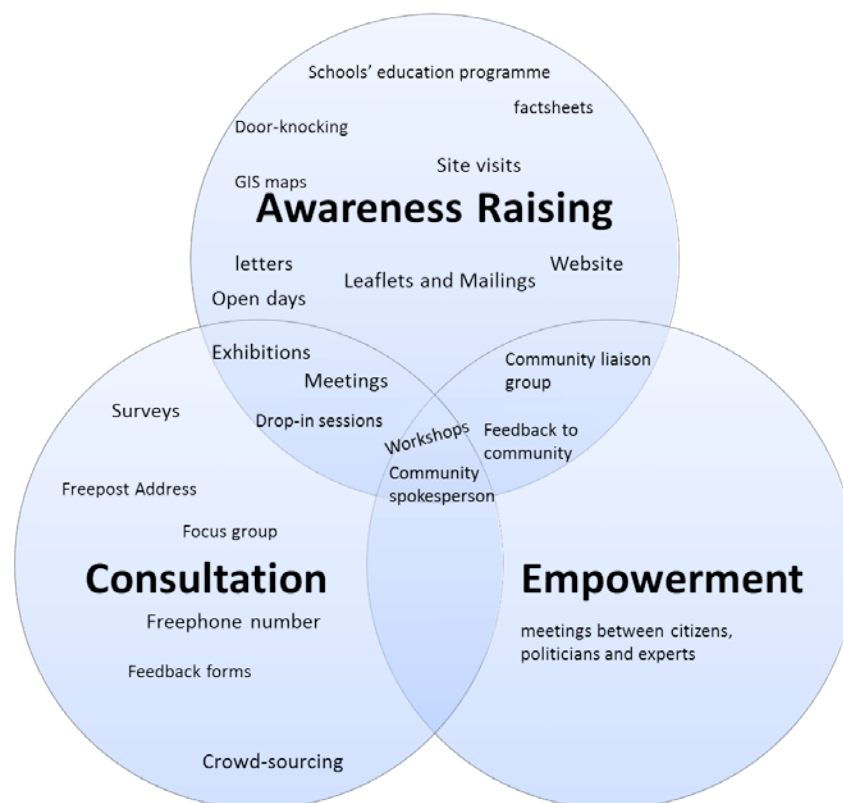 Schools' education programme
factsheets
Door-knocking
Site visits
GIS maps
Awareness Raising
letters
Leaflets and Mailings
Website
Open days
Exhibitions
Meetings
Drop-in sessions
Community liaison
group
Workshops
Feedback to
community
Community
spokesperson
Surveys
Freepost Address
Focus group
Consultation
Freephone number
Feedback forms
Crowd-sourcing
Empowerment
meetings between citizens,
politicians and experts